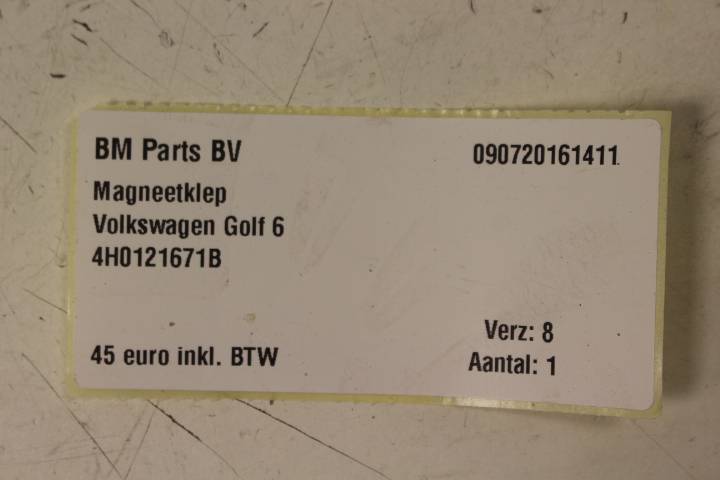 BM Parts BV
090720161411
Magneetklep
Volkswagen Golf 6
4H0121671B
Verz: 8
45 euro inkl. BTW
Aantal: 1